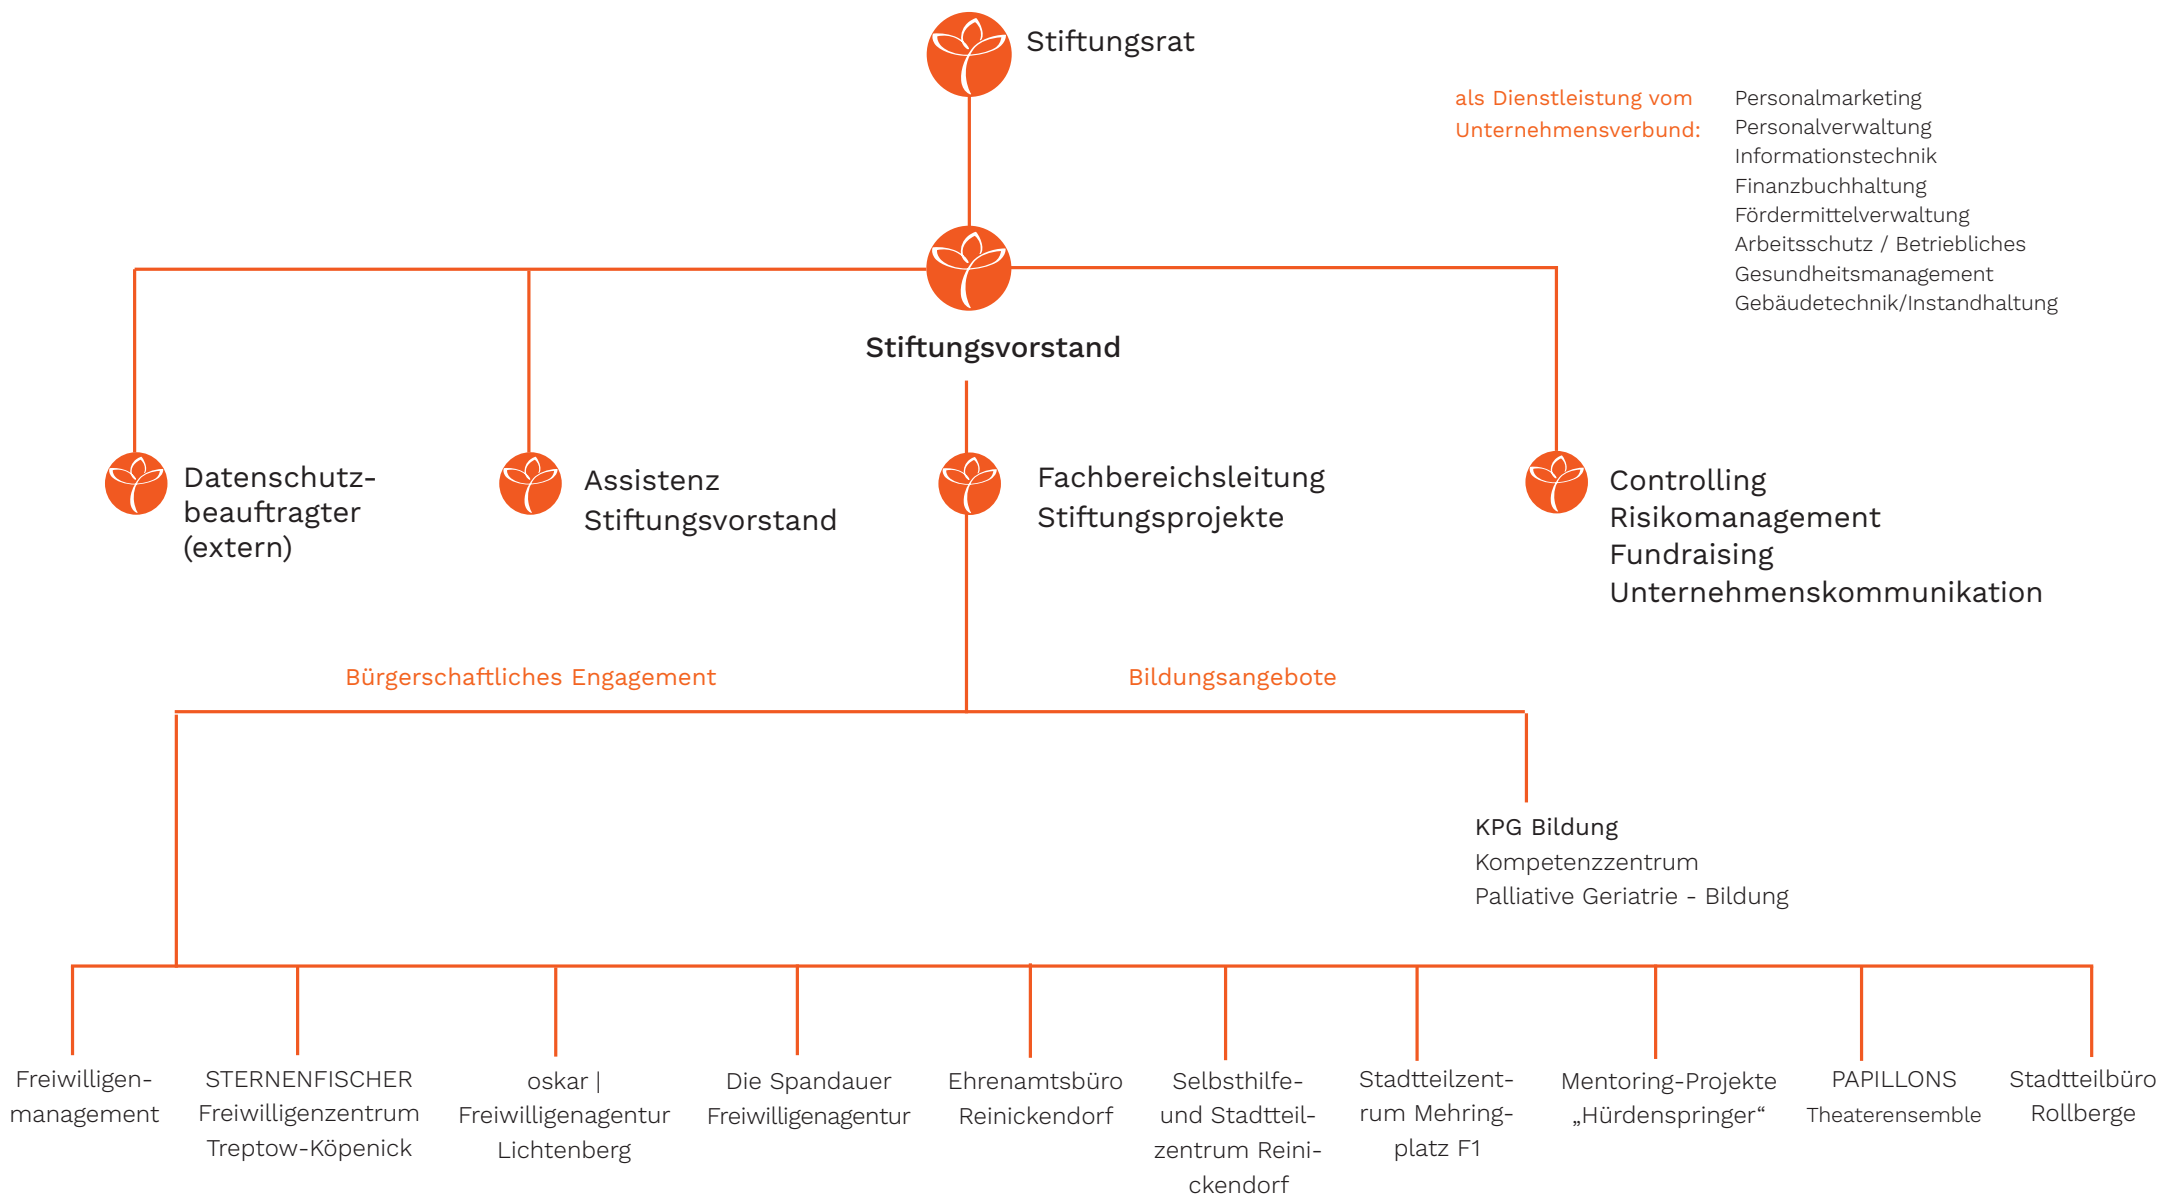 Stiftungsrat
als Dienstleistung vom
Unternehmensverbund:
Personalmarketing
Personalverwaltung
Informationstechnik
Finanzbuchhaltung
Fördermittelverwaltung
Arbeitsschutz / Betriebliches
Gesundheitsmanagement
Gebäudetechnik/Instandhaltung
Stiftungsvorstand
Datenschutz-
beauftragter
(extern)
Assistenz
Stiftungsvorstand
Fachbereichsleitung
Stiftungsprojekte
Controlling
Risikomanagement
Fundraising
Unternehmenskommunikation
Bürgerschaftliches Engagement
Bildungsangebote
KPG Bildung
Kompetenzzentrum
Palliative Geriatrie - Bildung
Freiwilligen-
management
STERNENFISCHER
Freiwilligenzentrum
Treptow-Köpenick
oskar |
Freiwilligenagentur
Lichtenberg
Die Spandauer
Freiwilligenagentur
Ehrenamtsbüro
Reinickendorf
Selbsthilfe-
und Stadtteil-
zentrum Reini-
ckendorf
Stadtteilzent-
rum Mehring-
platz F1
Mentoring-Projekte
„Hürdenspringer“
PAPILLONS
Theaterensemble
Stadtteilbüro
Rollberge